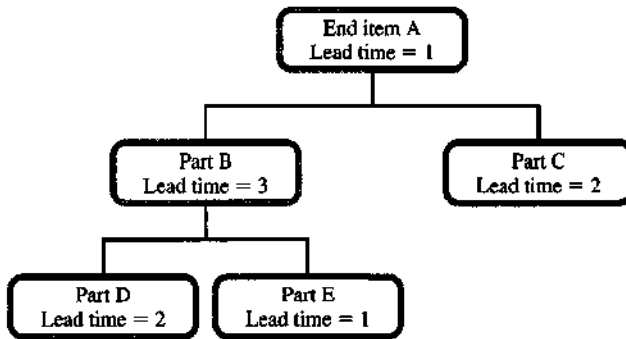 End item A
Lead time = 1
Part B
Lead time = 3
Part C
Lead time = 2
Part D
Lead time = 2
Part E
Lead time = 1